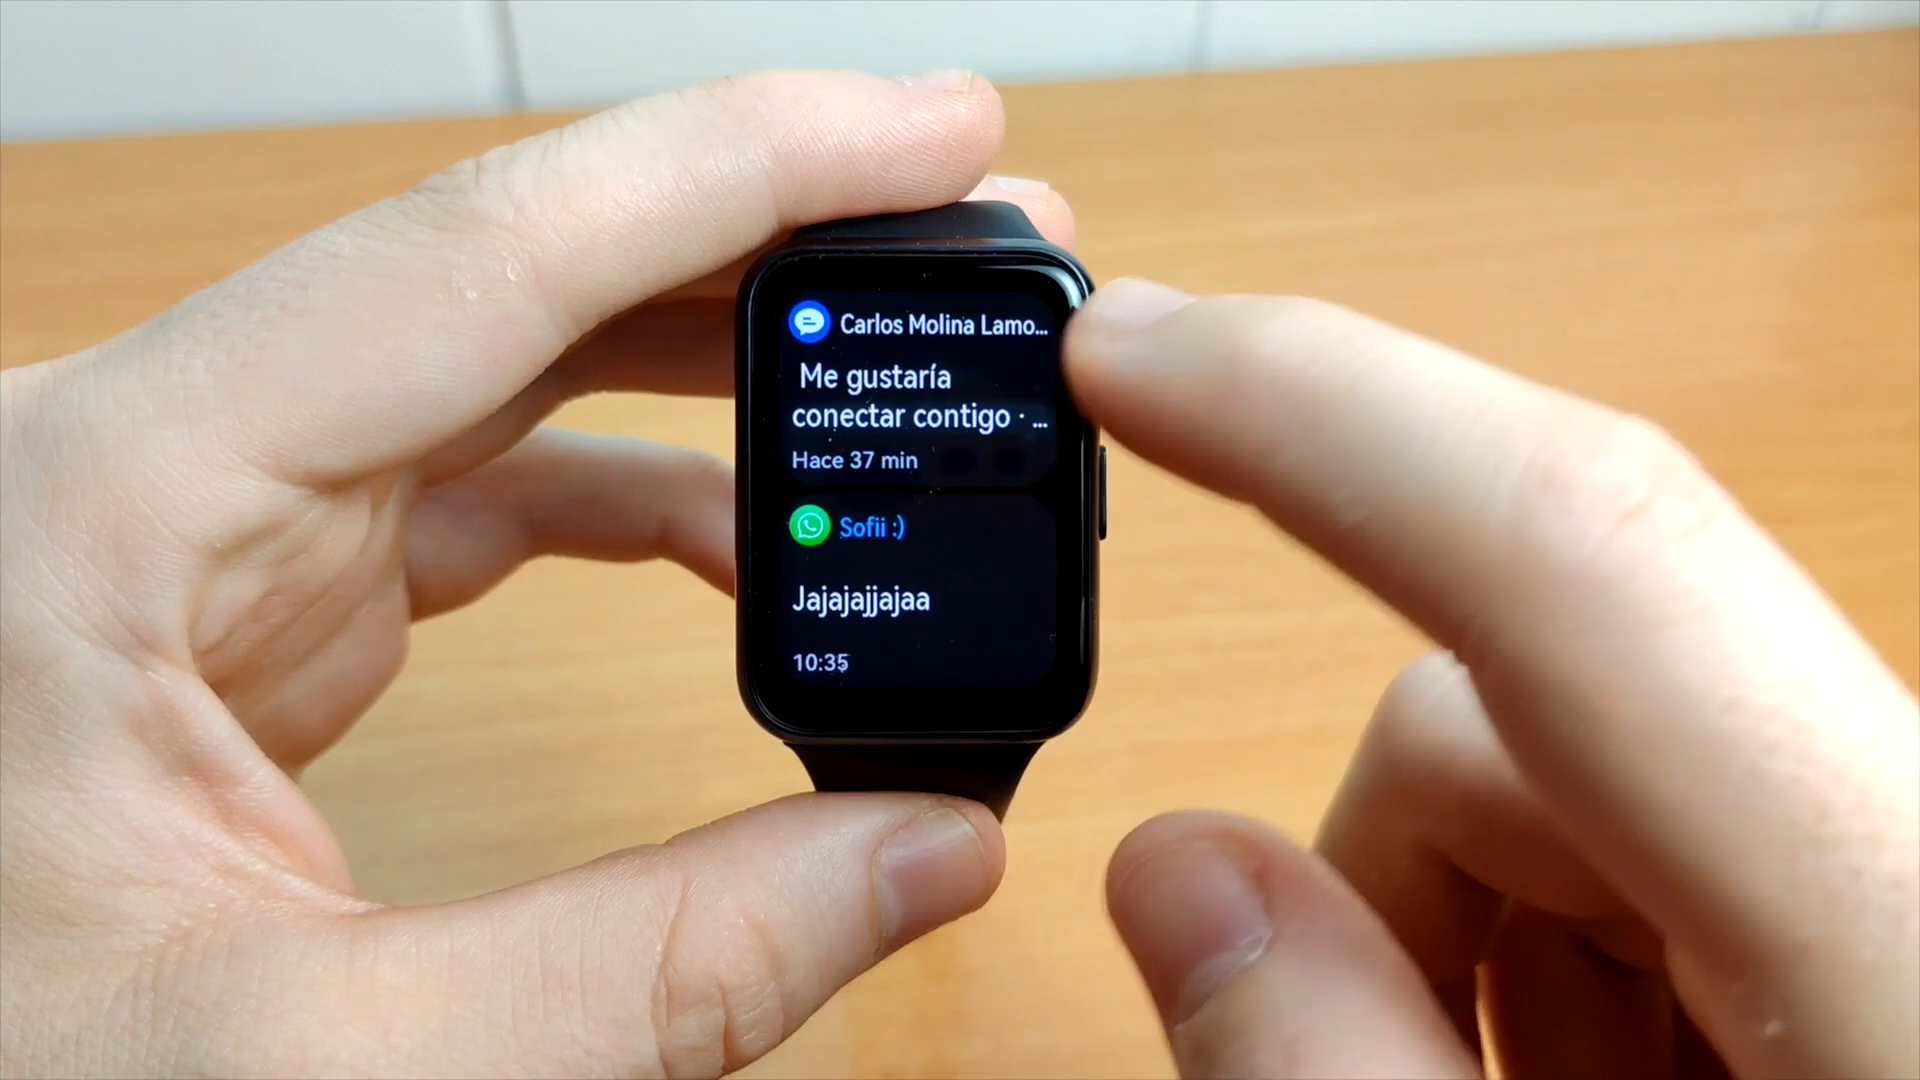 Carlos Molina Lamo...
Me gustaría
conectar contigo · ...
Hace 37 min
Sofii :)
Jajajajjajaa
10:35